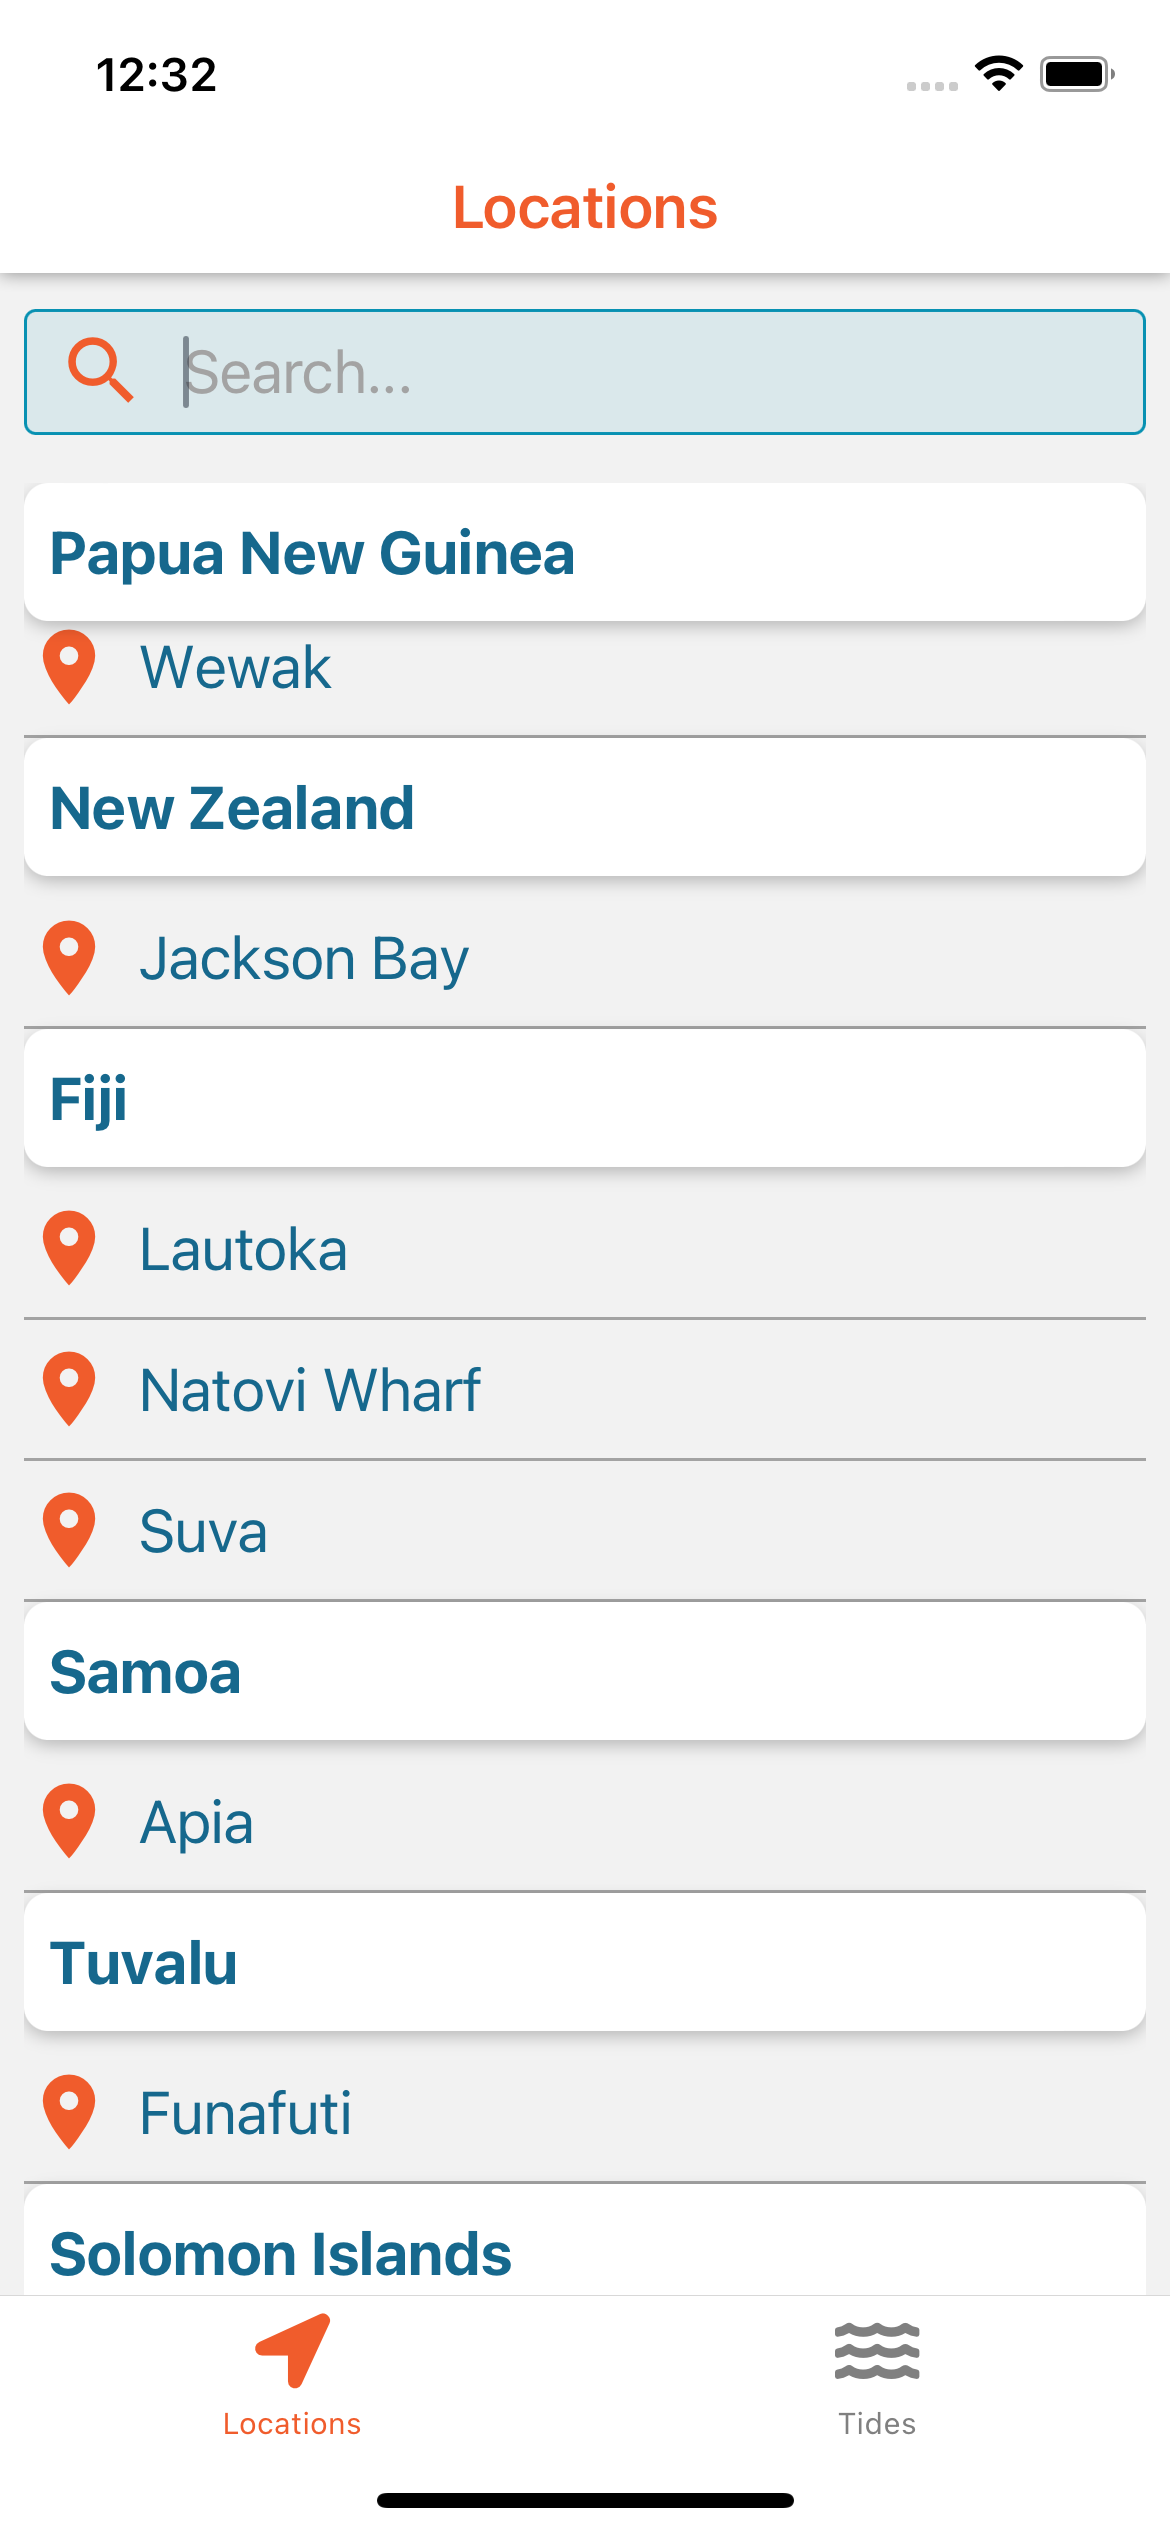 12:32
Locations
Search...
Papua New Guinea
Wewak
New Zealand
Jackson Bay
Fiji
Lautoka
Natovi Wharf
Suva
Samoa
Apia
Tuvalu
Funafuti
Solomon Islands
Locations
Tides